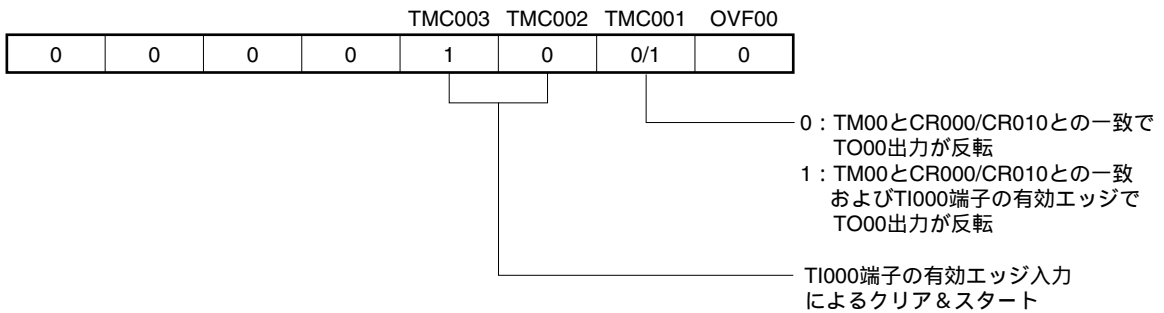 TMC003 TMC002 TMC001 OVF00
0 0 0 0 1 0 0/1 0
0：TM00とCR000/CR010との一致で
TO00出力が反転
1：TM00とCR000/CR010との一致
およびTI000端子の有効エッジで
TO00出力が反転
TI000端子の有効エッジ入力
によるクリア＆スタート